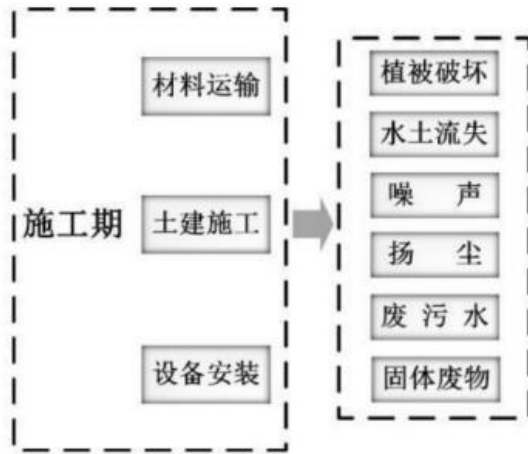 施工期
材料运输
土建施工
设备安装
植被破坏
水土流失
噪 声
扬 尘
废 污 水
固体废物